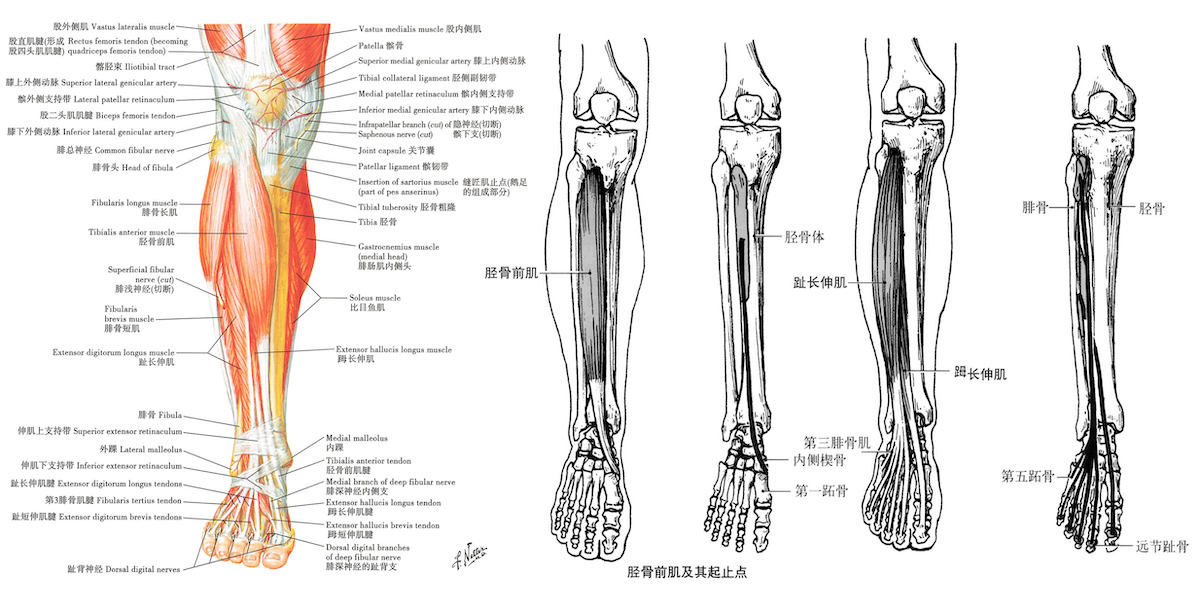 股外侧肌 Vastus lateralis muscle
股直肌腱(形成 Rectus femoris tendon (becoming
股四头肌肌腱) quadriceps femoris tendon)
髂胫束 Iliotibial tract
膝上外侧动脉 Superior lateral genicular artery
髌外侧支持带 Lateral patellar retinaculum
股二头肌肌腱 Biceps femoris tendon
膝下外侧动脉 Inferior lateral genicular artery
腓总神经 Common fibular nerve
腓骨头 Head of fibula
Fibularis longus muscle
腓骨长肌
Tibialis anterior muscle
胫骨前肌
Superficial fibular
nerve (cut)
腓浅神经(切断)
Fibularis
brevis muscle
腓骨短肌
Extensor digitorum longus muscle
趾长伸肌
腓骨 Fibula
伸肌上支持带 Superior extensor retinaculum
外踝 Lateral malleolus
伸肌下支持带 Inferior extensor retinaculum
趾长伸肌腱 Extensor digitorum longus tendons
第3腓骨肌腱 Fibularis tertius tendon
趾短伸肌腱 Extensor digitorum brevis tendons
趾背神经 Dorsal digital nerves
Vastus medialis muscle 股内侧肌
Patella 髌骨
Superior medial genicular artery 膝上内侧动脉
Tibial collateral ligament 胫侧副韧带
Medial patellar retinaculum 髌内侧支持带
Inferior medial genicular artery 膝下内侧动脉
Infrapatellar branch (cut) of 隐神经(切断)
Saphenous nerve (cut) 髌下支(切断)
Joint capsule 关节囊
Patellar ligament 髌韧带
Insertion of sartorius muscle 缝匠肌止点(鹅足
(part of pes anserinus) 的组成部分)
Tibial tuberosity 胫骨粗隆
Tibia 胫骨
Gastrocnemius muscle
(medial head)
腓肠肌内侧头
Soleus muscle
比目鱼肌
Extensor hallucis longus muscle
踇长伸肌
Medial malleolus
内踝
Tibialis anterior tendon
胫骨前肌腱
Medial branch of deep fibular nerve
腓深神经内侧支
Extensor hallucis longus tendon
踇长伸肌腱
Extensor hallucis brevis tendon
踇短伸肌腱
Dorsal digital branches
of deep fibular nerve
腓深神经的趾背支
F. Netter
胫骨前肌
胫骨体
内侧楔骨
第一跖骨
胫骨前肌及其起止点
趾长伸肌
踇长伸肌
第三腓骨肌
腓骨
胫骨
第五跖骨
远节趾骨